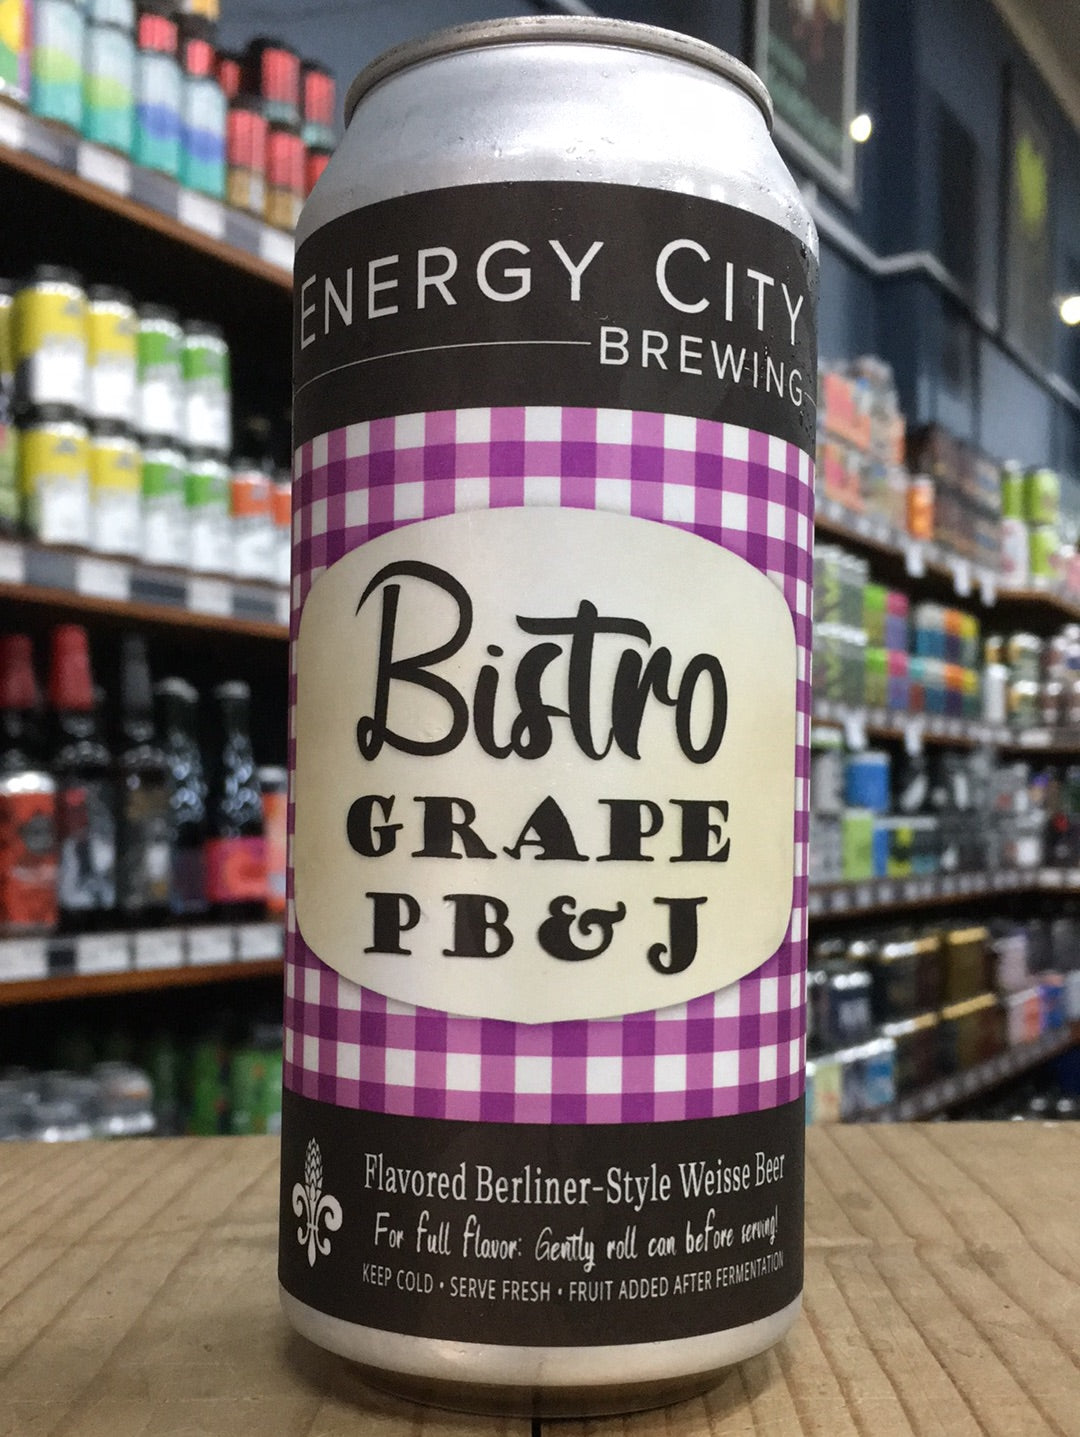 ENERGY CITY
BREWING
Bistro
GRAPE
PB&J
Flavored Berliner-Style Weisse Beer
For full flavor: Gently roll can before serving!
KEEP COLD • SERVE FRESH • FRUIT ADDED AFTER FERMENTATION